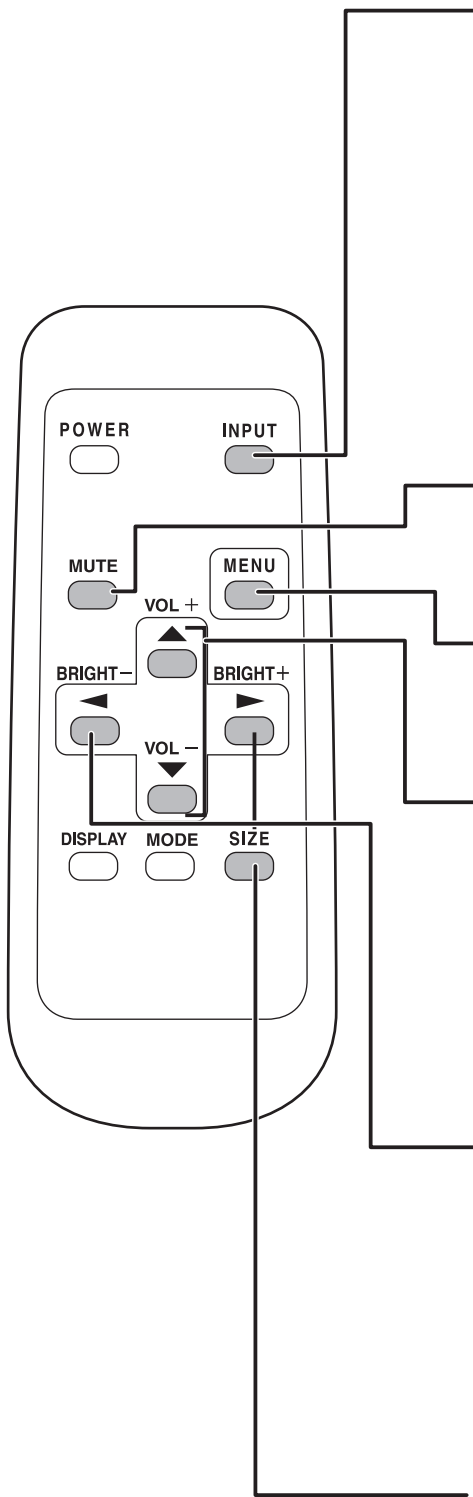 POWER INPUT
MUTE MENU
VOL +
▲
BRIGHT− BRIGHT+
◀ ▶
VOL −
▼
DISPLAY MODE SIZE